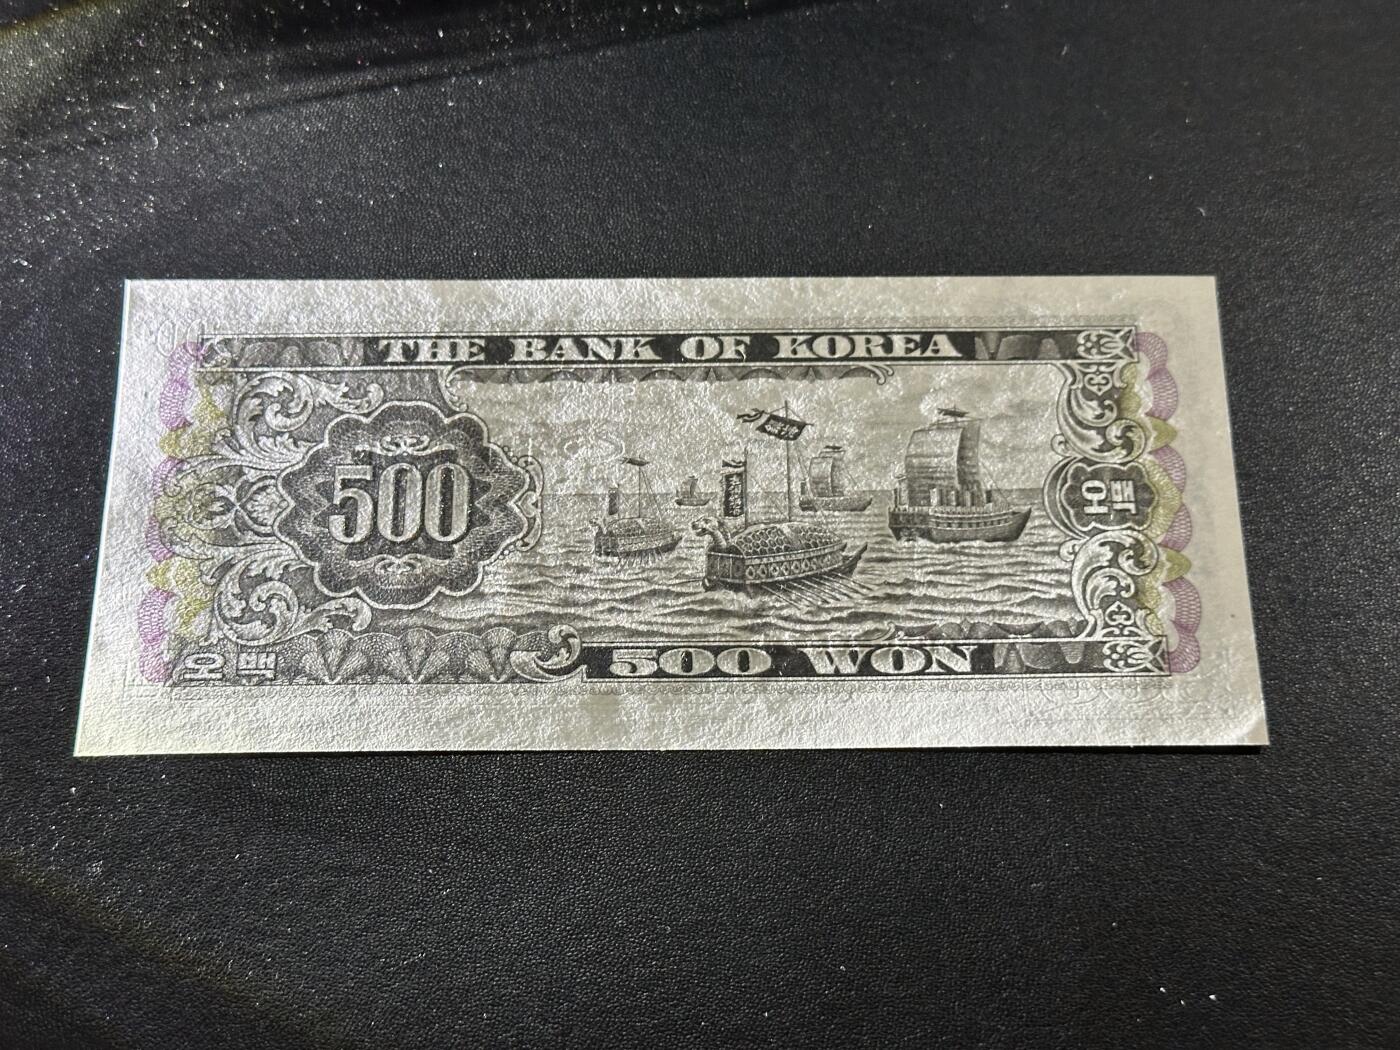 THE BANK OF KOREA
500
오백
오백
500 WON